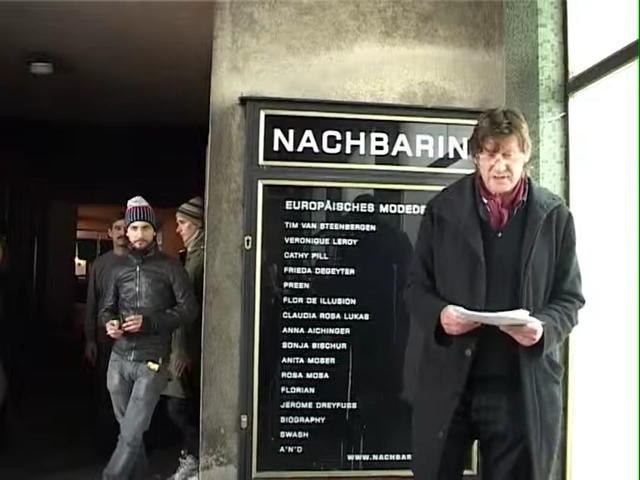 NACHBARIN
EUROPÄISCHES MODEDE
TIM VAN STEENBERGEN
VERONIQUE LEROY
CATHY PILL
FRIEDA DEGEYTER
PREEN
FLOR DE ILLUSION
CLAUDIA ROSA LUKAS
ANNA AICHINGER
SONJA BISCHUR
ANITA MOSER
ROSA MOSA
FLORIAN
JEROME DREYFUSS
BIOGRAPHY
SWASH
A'N'D
WWW.NACHBAR